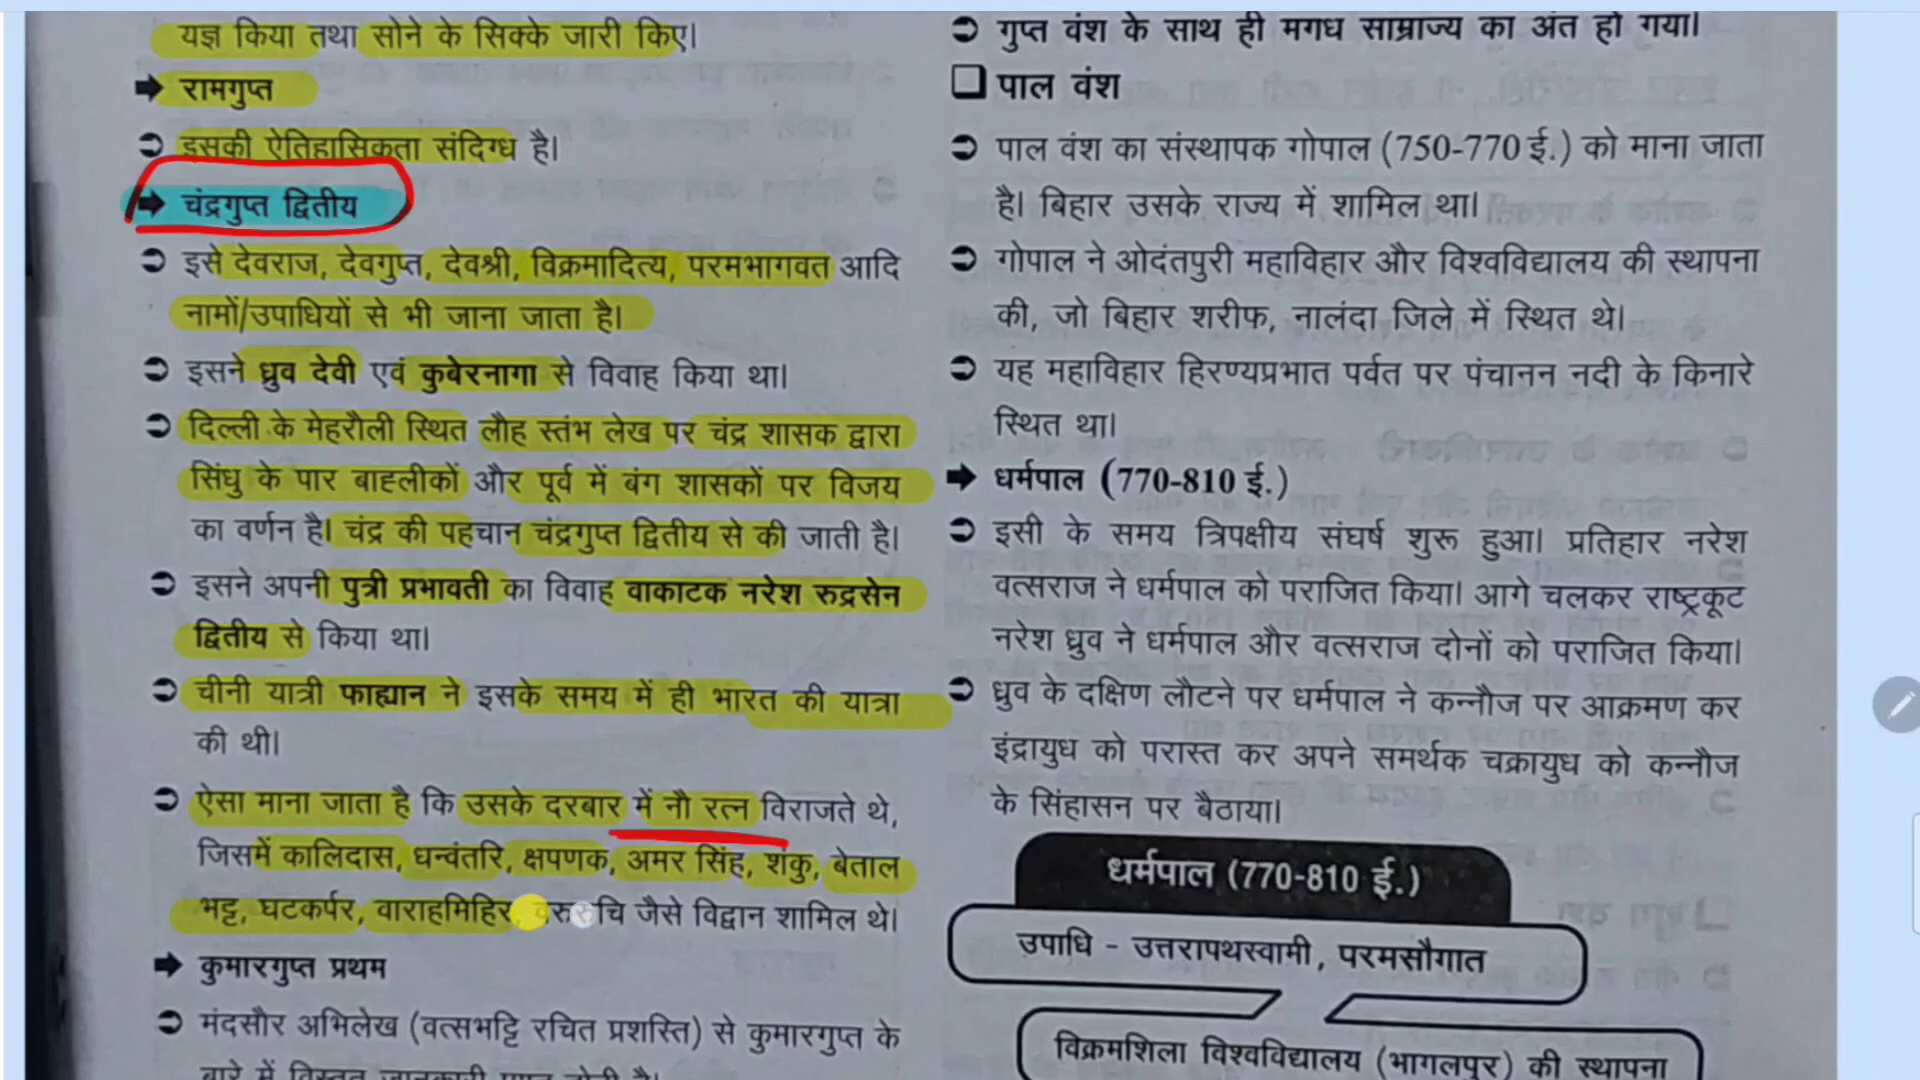 यज्ञ किया तथा सोने के सिक्के जारी किए।
➡ रामगुप्त
➲ इसकी ऐतिहासिकता संदिग्ध है।
➡ चंद्रगुप्त द्वितीय
➲ इसे देवराज, देवगुप्त, देवश्री, विक्रमादित्य, परमभागवत आदि
नामों/उपाधियों से भी जाना जाता है।
➲ इसने ध्रुव देवी एवं कुबेरनागा से विवाह किया था।
➲ दिल्ली के मेहरौली स्थित लौह स्तंभ लेख पर चंद्र शासक द्वारा
सिंधु के पार बाह्लीकों और पूर्व में बंग शासकों पर विजय
का वर्णन है। चंद्र की पहचान चंद्रगुप्त द्वितीय से की जाती है।
➲ इसने अपनी पुत्री प्रभावती का विवाह वाकाटक नरेश रुद्रसेन
द्वितीय से किया था।
➲ चीनी यात्री फाह्यान ने इसके समय में ही भारत की यात्रा
की थी।
➲ ऐसा माना जाता है कि उसके दरबार में नौ रत्न विराजते थे,
जिसमें कालिदास, धन्वंतरि, क्षपणक, अमर सिंह, शंकु, बेताल
भट्ट, घटकर्पर, वाराहमिहिर, वरुरुचि जैसे विद्वान शामिल थे।
➡ कुमारगुप्त प्रथम
➲ मंदसौर अभिलेख (वत्सभट्टि रचित प्रशस्ति) से कुमारगुप्त के
बारे में विस्तृत जानकारी
➲ गुप्त वंश के साथ ही मगध साम्राज्य का अंत हो गया।
❑ पाल वंश
➲ पाल वंश का संस्थापक गोपाल (750-770 ई.) को माना जाता
है। बिहार उसके राज्य में शामिल था।
➲ गोपाल ने ओदंतपुरी महाविहार और विश्वविद्यालय की स्थापना
की, जो बिहार शरीफ, नालंदा जिले में स्थित थे।
➲ यह महाविहार हिरण्यप्रभात पर्वत पर पंचानन नदी के किनारे
स्थित था।
➡ धर्मपाल (770-810 ई.)
➲ इसी के समय त्रिपक्षीय संघर्ष शुरू हुआ। प्रतिहार नरेश
वत्सराज ने धर्मपाल को पराजित किया। आगे चलकर राष्ट्रकूट
नरेश ध्रुव ने धर्मपाल और वत्सराज दोनों को पराजित किया।
➲ ध्रुव के दक्षिण लौटने पर धर्मपाल ने कन्नौज पर आक्रमण कर
इंद्रायुध को परास्त कर अपने समर्थक चक्रायुध को कन्नौज
के सिंहासन पर बैठाया।
धर्मपाल (770-810 ई.)
उपाधि - उत्तरापथस्वामी, परमसौगात
विक्रमशिला विश्वविद्यालय (भागलपुर) की स्थापना